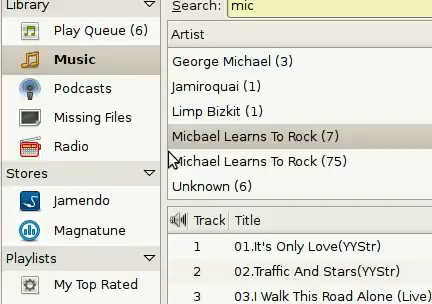 Library
Search: mic
Play Queue (6)
Music
Podcasts
Missing Files
Radio
Stores
Jamendo
Magnatune
Playlists
My Top Rated
Artist
George Michael (3)
Jamiroquai (1)
Limp Bizkit (1)
Micbael Learns To Rock (7)
Michael Learns To Rock (75)
Unknown (6)
Track Title
1 01.It's Only Love(YYStr)
2 02.Traffic And Stars(YYStr)
3 03.I Walk This Road Alone (Live)